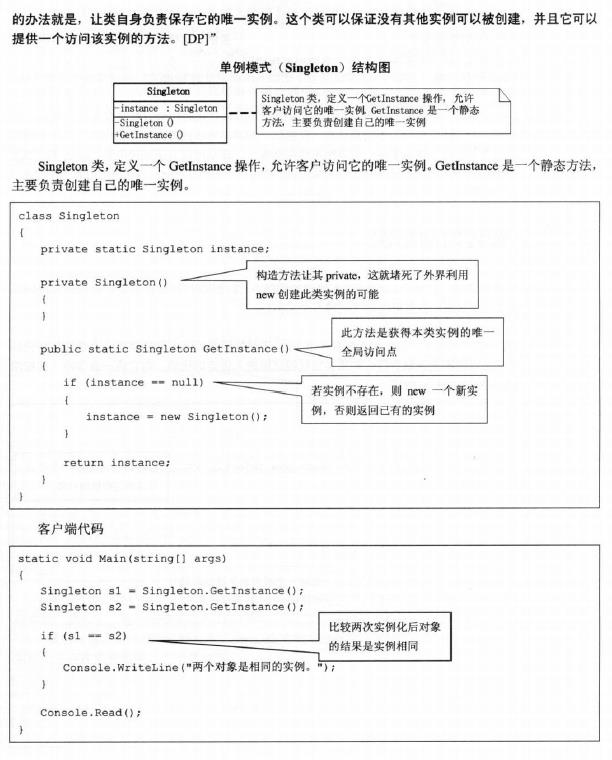 的办法就是，让类自身负责保存它的唯一实例。这个类可以保证没有其他实例可以被创建，并且它可以
提供一个访问该实例的方法。[DP]”
单例模式（Singleton）结构图
Singleton
-instance : Singleton
-Singleton ()
+GetInstance ()
Singleton 类，定义一个GetInstance 操作，允许
客户访问它的唯一实例. GetInstance 是一个静态
方法，主要负责创建自己的唯一实例
Singleton 类，定义一个 GetInstance 操作，允许客户访问它的唯一实例。GetInstance 是一个静态方法，
主要负责创建自己的唯一实例。
class Singleton
{
private static Singleton instance;
private Singleton()
构造方法让其 private，这就堵死了外界利用
new 创建此类实例的可能
{
}
public static Singleton GetInstance()
此方法是获得本类实例的唯一
全局访问点
{
if (instance == null)
若实例不存在，则 new 一个新实
例，否则返回已有的实例
{
instance = new Singleton();
}
return instance;
}
}
客户端代码
static void Main(string[] args)
{
Singleton s1 = Singleton.GetInstance();
Singleton s2 = Singleton.GetInstance();
if (s1 == s2)
比较两次实例化后对象
的结果是实例相同
{
Console.WriteLine("两个对象是相同的实例。");
}
Console.Read();
}